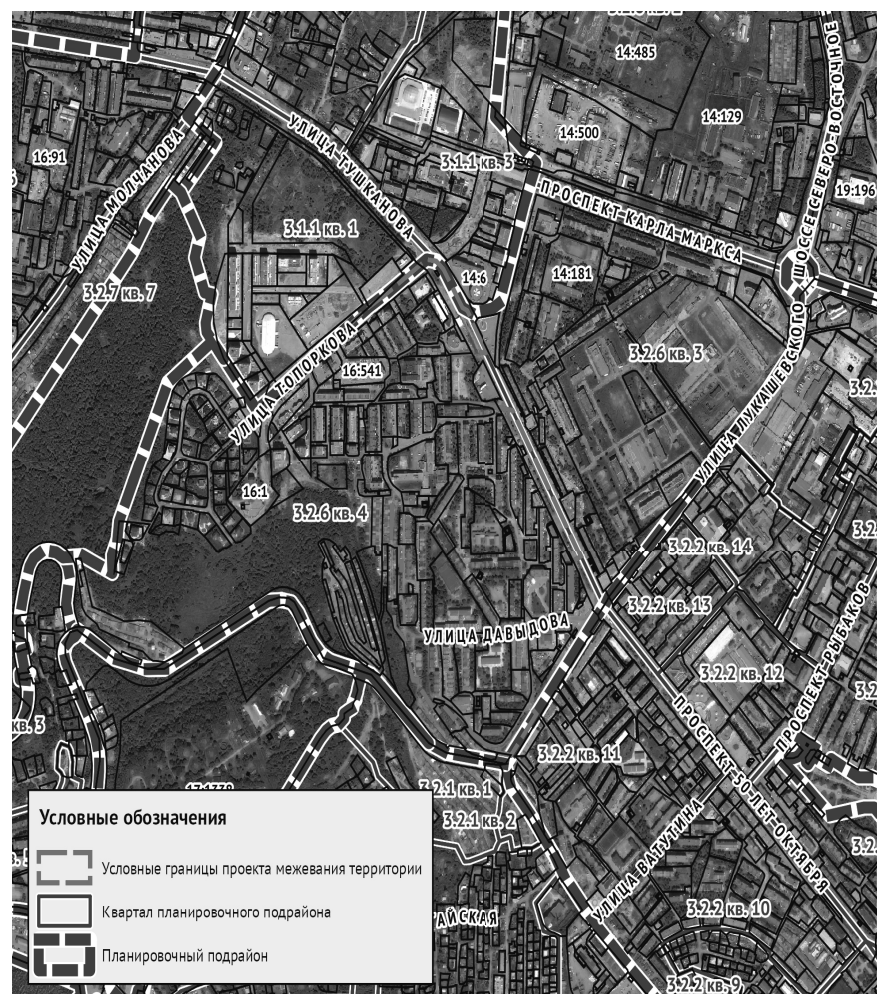 14:485
14:129
14:500
16:91
УЛИЦА МОЛЧАНОВА
УЛИЦА ТУШКАНОВА
3.1.1 кв. 3
ШОССЕ СЕВЕРО-ВОСТОЧНОЕ
19:196
ПРОСПЕКТ КАРЛА МАРКСА
3.1.1 кв. 1
14:6
14:181
3.2.7 кв. 7
УЛИЦА ТОПОРКОВА
16:541
3.2.6 кв. 3
УЛИЦА ЛУКАШЕВСКОГО
16:1
3.2.6 кв. 4
3.2.2 кв. 14
3.2.2 кв. 13
УЛИЦА ДАВЫДОВА
3.2.2 кв. 12
ПРОСПЕКТ РЫБАКОВ
кв. 3
3.2.2 кв. 11
ПРОСПЕКТ 50 ЛЕТ ОКТЯБРЯ
3.2.1 кв. 1
3.2.1 кв. 2
УЛИЦА ВАТУТИНА
3.2.2 кв. 10
3.2.2 кв. 9
Условные обозначения
Условные границы проекта межевания территории
Квартал планировочного подрайона
Планировочный подрайон